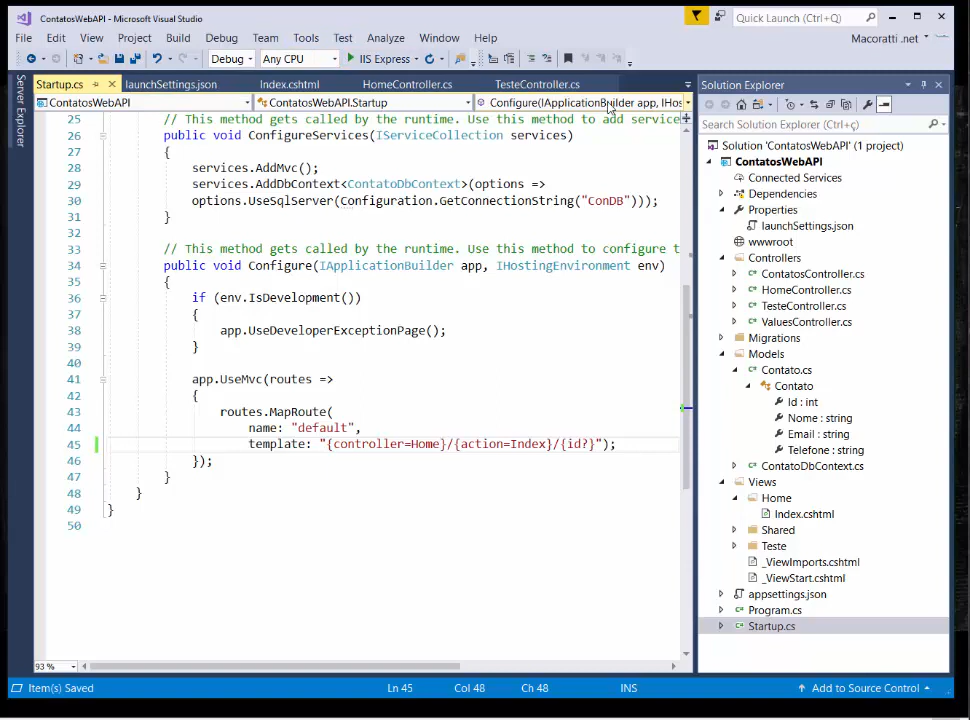 ContatosWebAPI - Microsoft Visual Studio
Quick Launch (Ctrl+Q)
File Edit View Project Build Debug Team Tools Test Analyze Window Help
Macoratti .net
Debug Any CPU IIS Express
Server Explorer
Startup.cs launchSettings.json Index.cshtml HomeController.cs TesteController.cs
ContatosWebAPI ContatosWebAPI.Startup Configure(IApplicationBuilder app, IHos
25 // This method gets called by the runtime. Use this method to add service
26 public void ConfigureServices(IServiceCollection services)
27 {
28 services.AddMvc();
29 services.AddDbContext<ContatoDbContext>(options =>
30 options.UseSqlServer(Configuration.GetConnectionString("ConDB")));
31 }
32
33 // This method gets called by the runtime. Use this method to configure t
34 public void Configure(IApplicationBuilder app, IHostingEnvironment env)
35 {
36 if (env.IsDevelopment())
37 {
38 app.UseDeveloperExceptionPage();
39 }
40
41 app.UseMvc(routes =>
42 {
43 routes.MapRoute(
44 name: "default",
45 template: "{controller=Home}/{action=Index}/{id?}");
46 });
47 }
48 }
49 }
50
93 %
Solution Explorer
Search Solution Explorer (Ctrl+ç)
Solution 'ContatosWebAPI' (1 project)
ContatosWebAPI
Connected Services
Dependencies
Properties
launchSettings.json
wwwroot
Controllers
ContatosController.cs
HomeController.cs
TesteController.cs
ValuesController.cs
Migrations
Models
Contato.cs
Contato
Id : int
Nome : string
Email : string
Telefone : string
ContatoDbContext.cs
Views
Home
Index.cshtml
Shared
Teste
_ViewImports.cshtml
_ViewStart.cshtml
appsettings.json
Program.cs
Startup.cs
Item(s) Saved Ln 45 Col 48 Ch 48 INS Add to Source Control